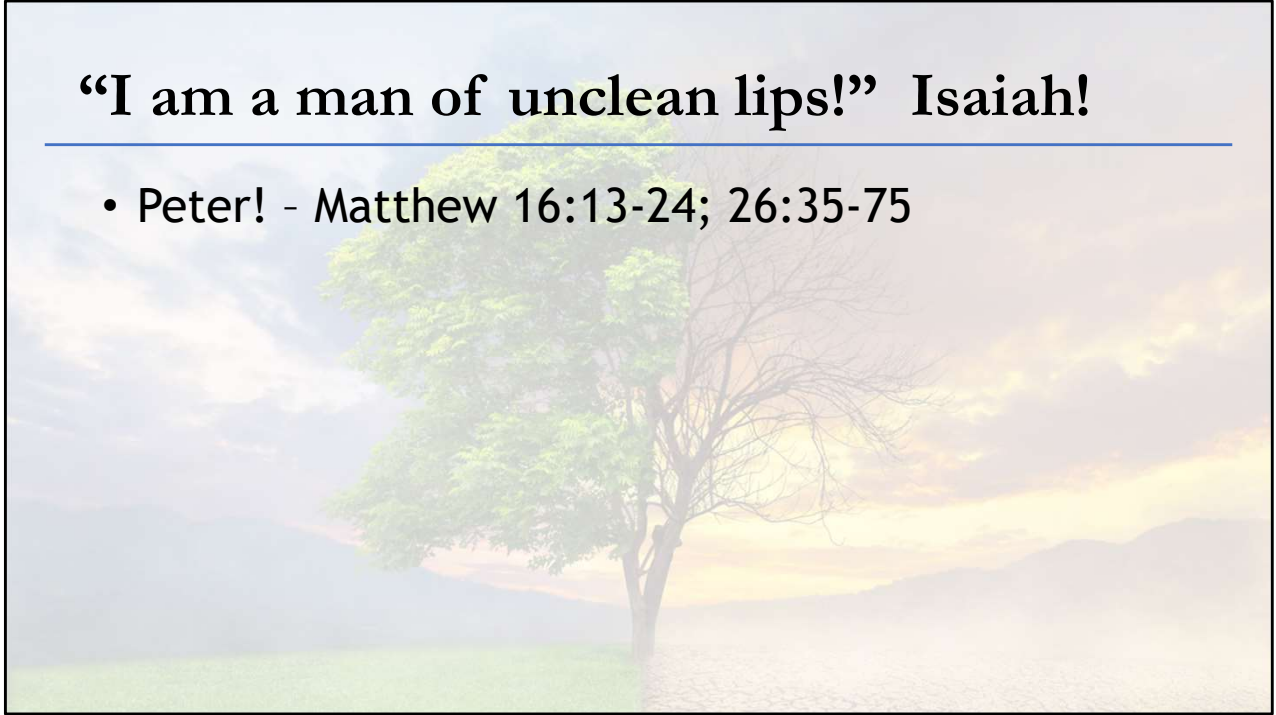 “I am a man of unclean lips!” Isaiah!
• Peter! – Matthew 16:13-24; 26:35-75